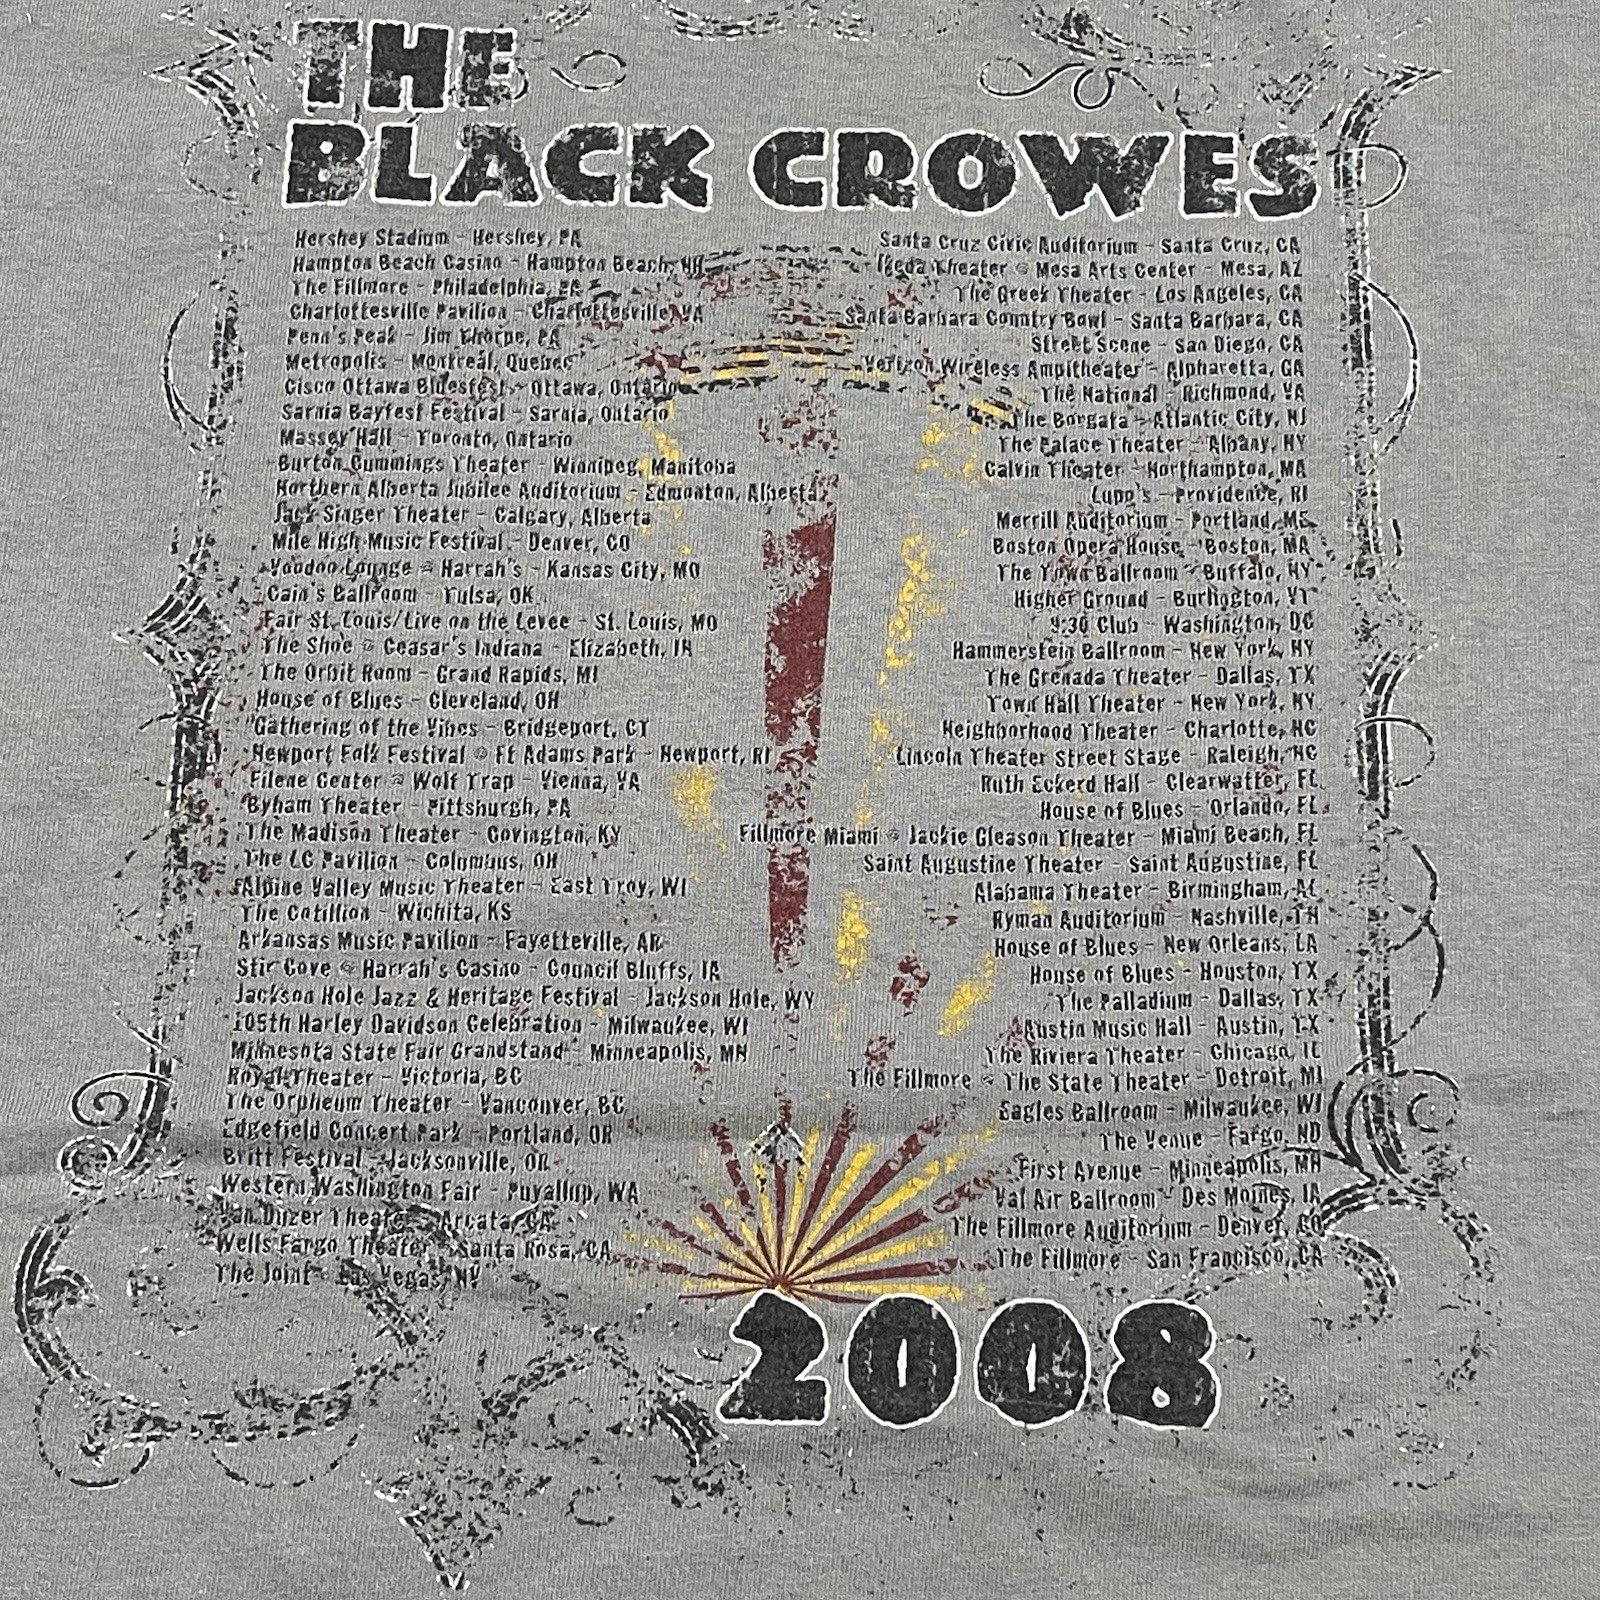 THE
BLACK CROWES
Hershey Stadium - Hershey, PA
Hampton Beach Casino - Hampton Beach, NH
The Fillmore - Philadelphia, PA
Charlottesville Pavilion - Charlottesville, VA
Penn's Peak - Jim Thorpe, PA
Metropolis - Montreal, Quebec
Cisco Ottawa Bluesfest - Ottawa, Ontario
Sarnia Bayfest Festival - Sarnia, Ontario
Massey Hall - Toronto, Ontario
Burton Cummings Theater - Winnipeg, Manitoba
Northern Alberta Jubilee Auditorium - Edmonton, Alberta
Jack Singer Theater - Calgary, Alberta
Mile High Music Festival - Denver, CO
Voodoo Lounge @ Harrah's - Kansas City, MO
Cain's Ballroom - Tulsa, OK
Fair St. Louis/Live on the Levee - St. Louis, MO
The Shoe @ Ceasar's Indiana - Elizabeth, IN
The Orbit Room - Grand Rapids, MI
House of Blues - Cleveland, OH
Gathering of the Vibes - Bridgeport, CT
Newport Folk Festival @ Ft Adams Park - Newport, RI
Filene Center @ Wolf Trap - Vienna, VA
Byham Theater - Pittsburgh, PA
The Madison Theater - Covington, KY
The LC Pavilion - Columbus, OH
Alpine Valley Music Theater - East Troy, WI
The Cotillion - Wichita, KS
Arkansas Music Pavilion - Fayetteville, AR
Stir Cove @ Harrah's Casino - Council Bluffs, IA
Jackson Hole Jazz & Heritage Festival - Jackson Hole, WY
105th Harley Davidson Celebration - Milwaukee, WI
Minnesota State Fair Grandstand - Minneapolis, MN
Royal Theater - Victoria, BC
The Orpheum Theater - Vancouver, BC
Edgefield Concert Park - Portland, OR
Britt Festival - Jacksonville, OR
Western Washington Fair - Puyallup, WA
Van Duzer Theater - Arcata, CA
Wells Fargo Theater - Santa Rosa, CA
The Joint - Las Vegas, NV
Santa Cruz Civic Auditorium - Santa Cruz, CA
Ikeda Theater @ Mesa Arts Center - Mesa, AZ
The Greek Theater - Los Angeles, CA
Santa Barbara Country Bowl - Santa Barbara, CA
Street Scene - San Diego, CA
Verizon Wireless Ampitheater - Alpharetta, GA
The National - Richmond, VA
The Borgata - Atlantic City, NJ
The Palace Theater - Albany, NY
Calvin Theater - Northampton, MA
Lupo's - Providence, RI
Merrill Auditorium - Portland, ME
Boston Opera House - Boston, MA
The Town Ballroom - Buffalo, NY
Higher Ground - Burlington, VT
9:30 Club - Washington, DC
Hammerstein Ballroom - New York, NY
The Grenada Theater - Dallas, TX
Town Hall Theater - New York, NY
Neighborhood Theater - Charlotte, NC
Lincoln Theater Street Stage - Raleigh, NC
Ruth Eckerd Hall - Clearwatter, FL
House of Blues - Orlando, FL
Fillmore Miami @ Jackie Gleason Theater - Miami Beach, FL
Saint Augustine Theater - Saint Augustine, FL
Alabama Theater - Birmingham, AL
Ryman Auditorium - Nashville, TN
House of Blues - New Orleans, LA
House of Blues - Houston, TX
The Palladium - Dallas, TX
Austin Music Hall - Austin, TX
The Riviera Theater - Chicago, IL
The Fillmore @ The State Theater - Detroit, MI
Eagles Ballroom - Milwaukee, WI
The Venue - Fargo, ND
First Avenue - Minneapolis, MN
Val Air Ballroom - Des Moines, IA
The Fillmore Auditorium - Denver, CO
The Fillmore - San Francisco, CA
2008